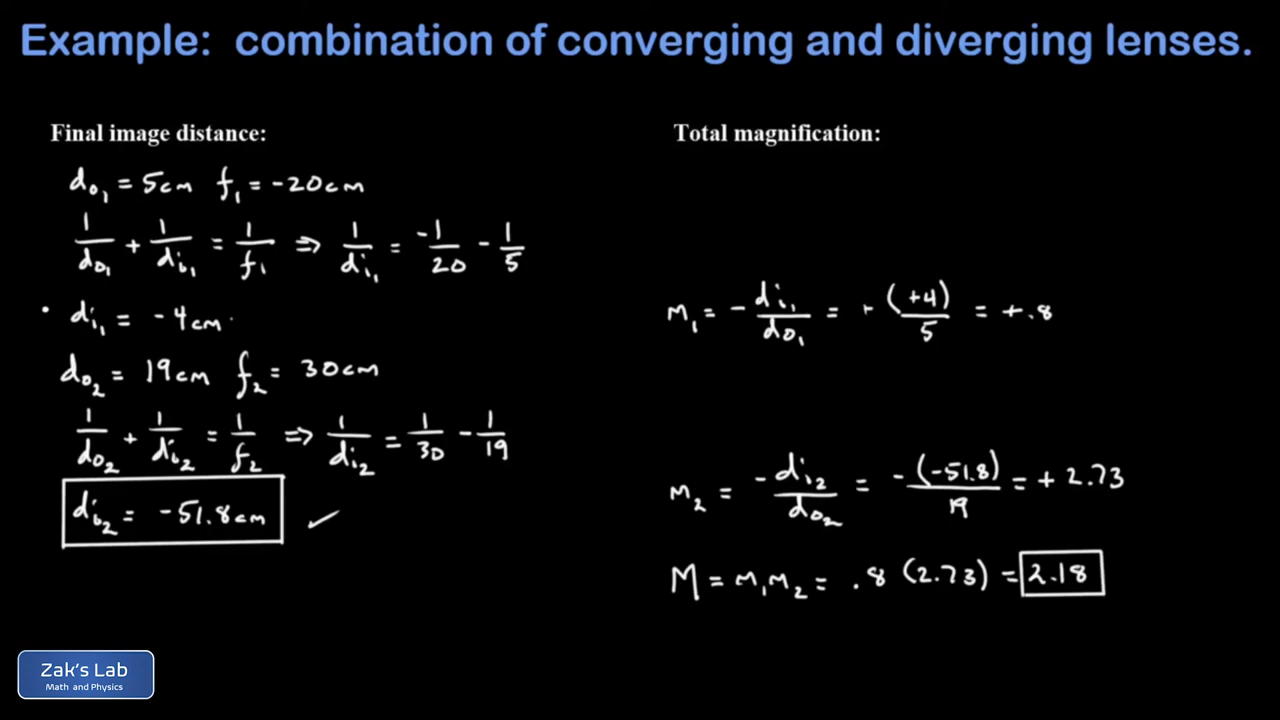 Example: combination of converging and diverging lenses.
Final image distance:
do₁ = 5cm f₁ = -20cm
1/do₁ + 1/di₁ = 1/f₁ ⇒ 1/di₁ = -1/20 - 1/5
di₁ = -4cm
do₂ = 19cm f₂ = 30cm
1/do₂ + 1/di₂ = 1/f₂ ⇒ 1/di₂ = 1/30 - 1/19
di₂ = -51.8cm ✓
Total magnification:
m₁ = - di₁/do₁ = + (+4)/5 = +.8
m₂ = - di₂/do₂ = - (-51.8)/19 = + 2.73
M = m₁m₂ = .8 (2.73) = 2.18
Zak's Lab
Math and Physics